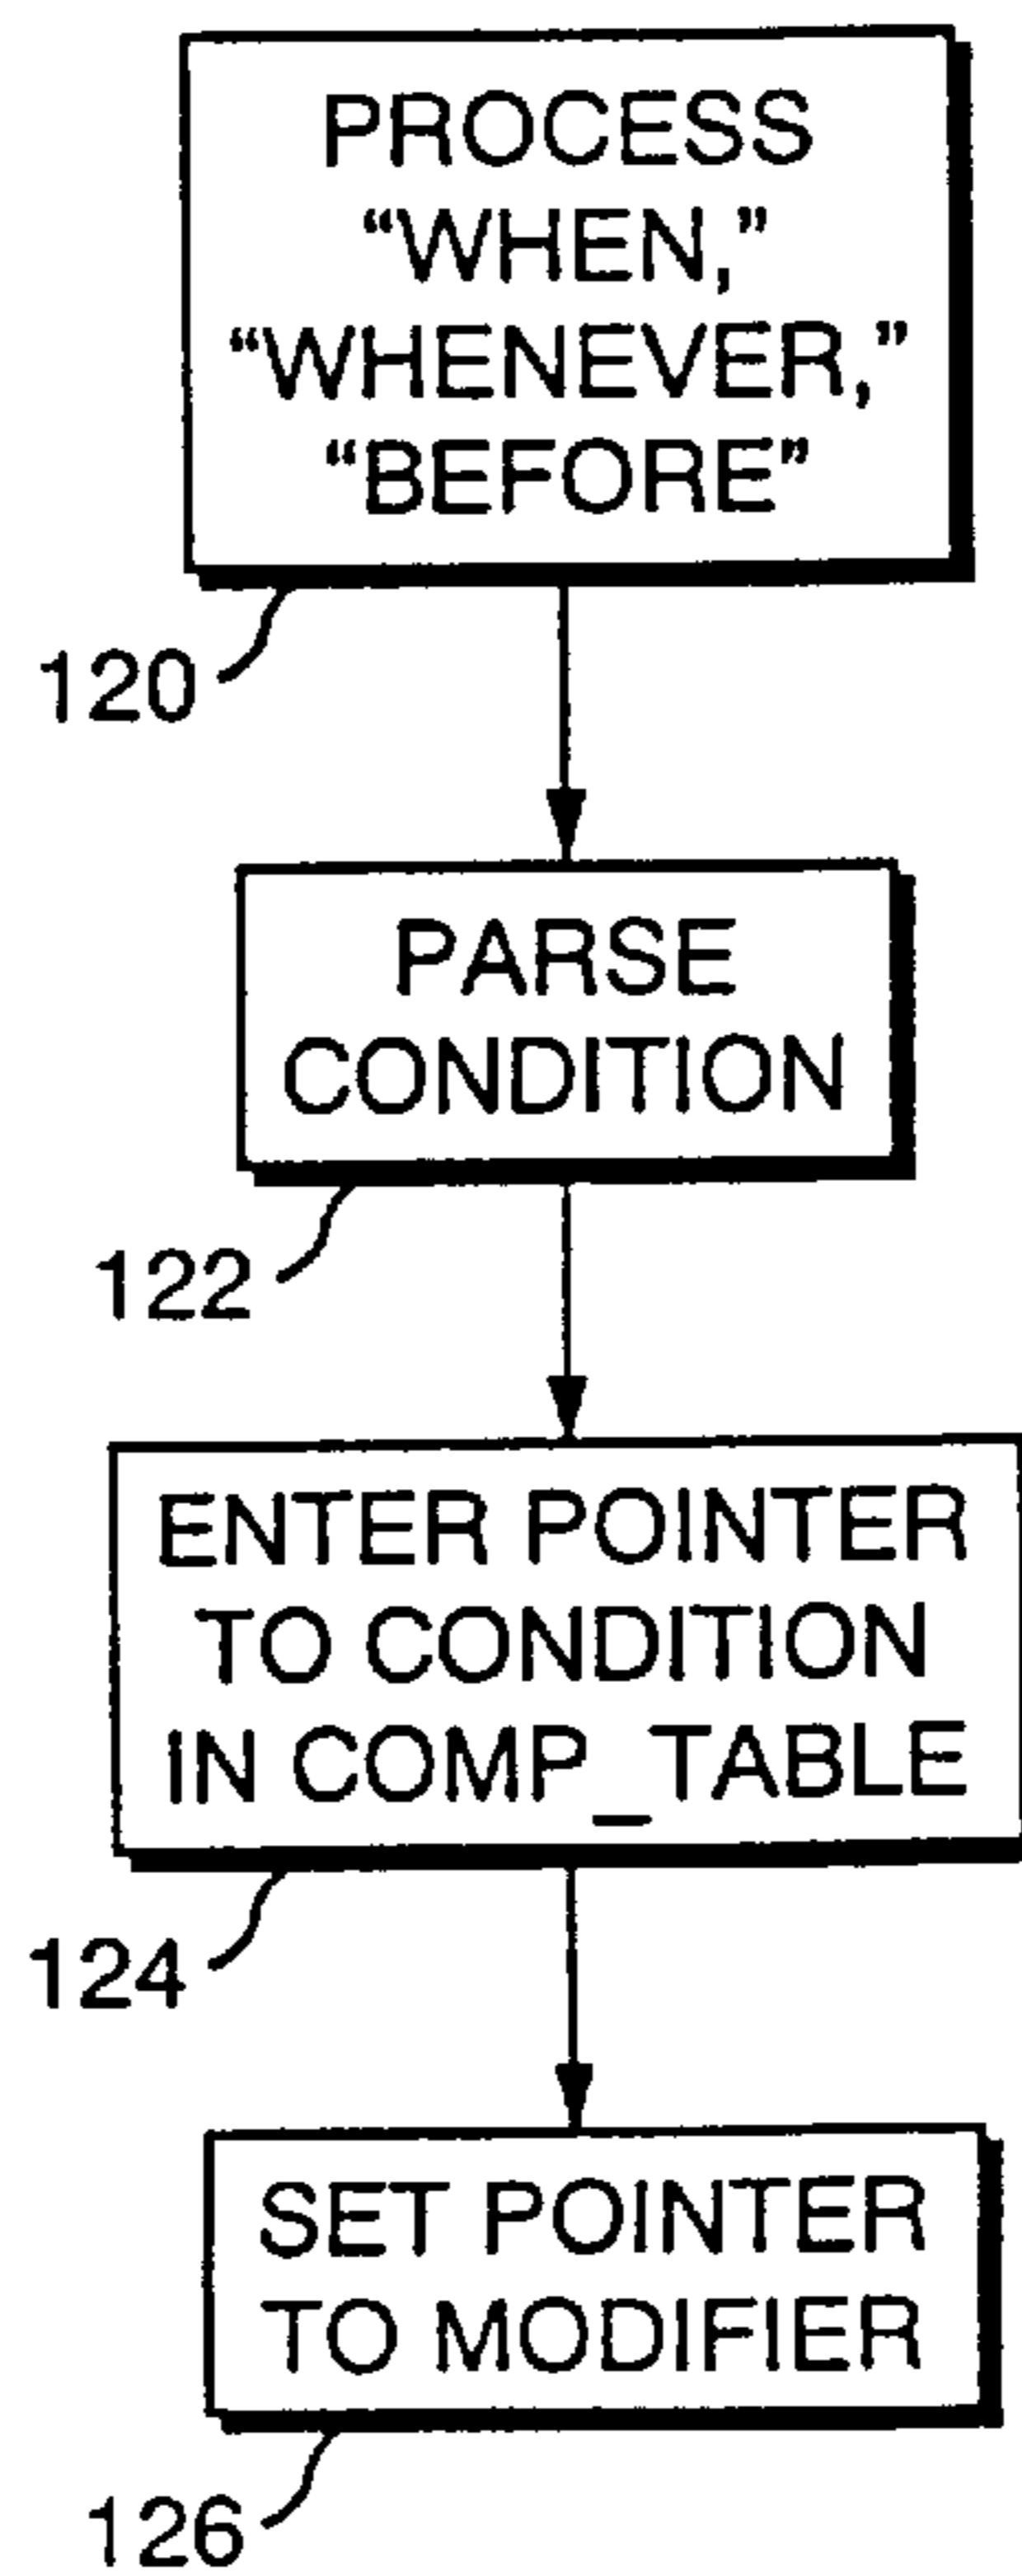 PROCESS
“WHEN,”
“WHENEVER,”
“BEFORE”
120
PARSE
CONDITION
122
ENTER POINTER
TO CONDITION
IN COMP_TABLE
124
SET POINTER
TO MODIFIER
126